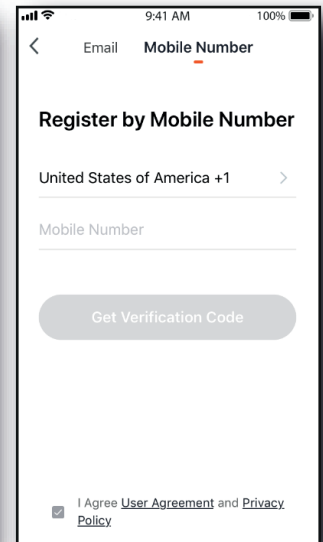 9:41 AM 100%
Email Mobile Number
Register by Mobile Number
United States of America +1
Mobile Number
Get Verification Code
I Agree User Agreement and Privacy
Policy